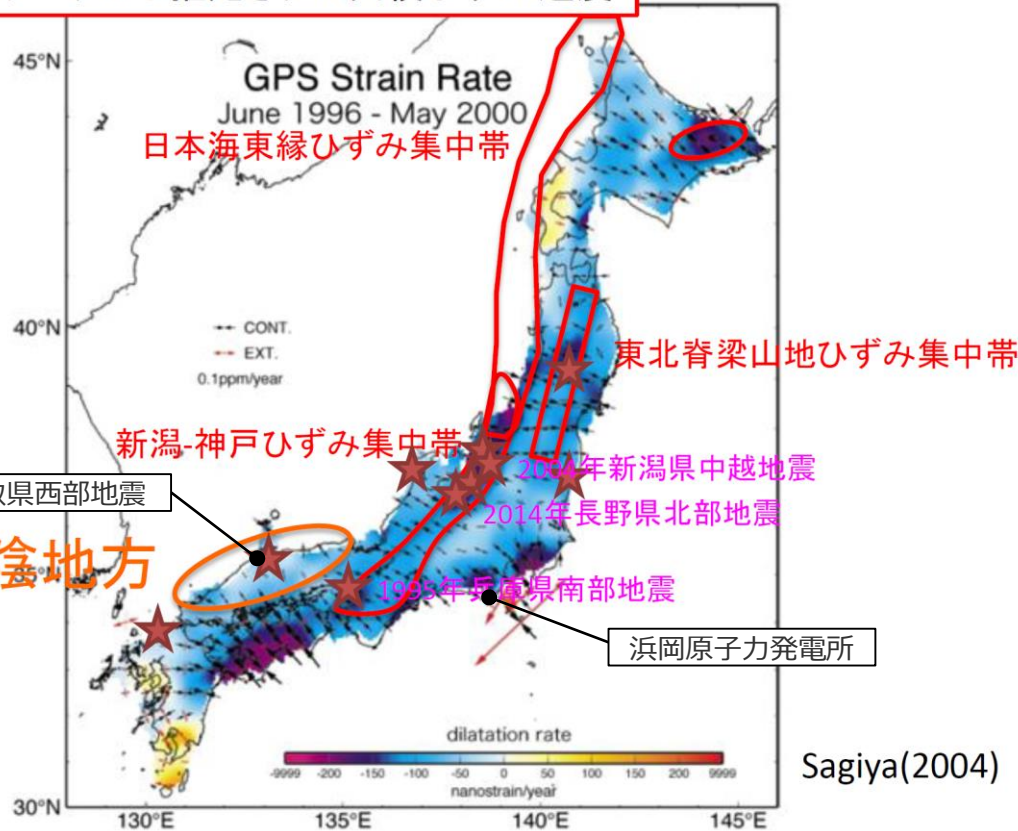 GPS Strain Rate
June 1996 - May 2000
日本海東縁ひずみ集中帯
45°N
40°N
CONT.
EXT.
0.1ppm/year
東北脊梁山地ひずみ集中帯
新潟-神戸ひずみ集中帯
2004年新潟県中越地震
県西部地震
2014年長野県北部地震
陰地方
35°N
1995年兵庫県南部地震
浜岡原子力発電所
dilatation rate
-9999 -200 -150 -100 -50 0 50 100 150 200 9999
nanostrain/year
Sagiya(2004)
30°N
130°E 135°E 140°E 145°E